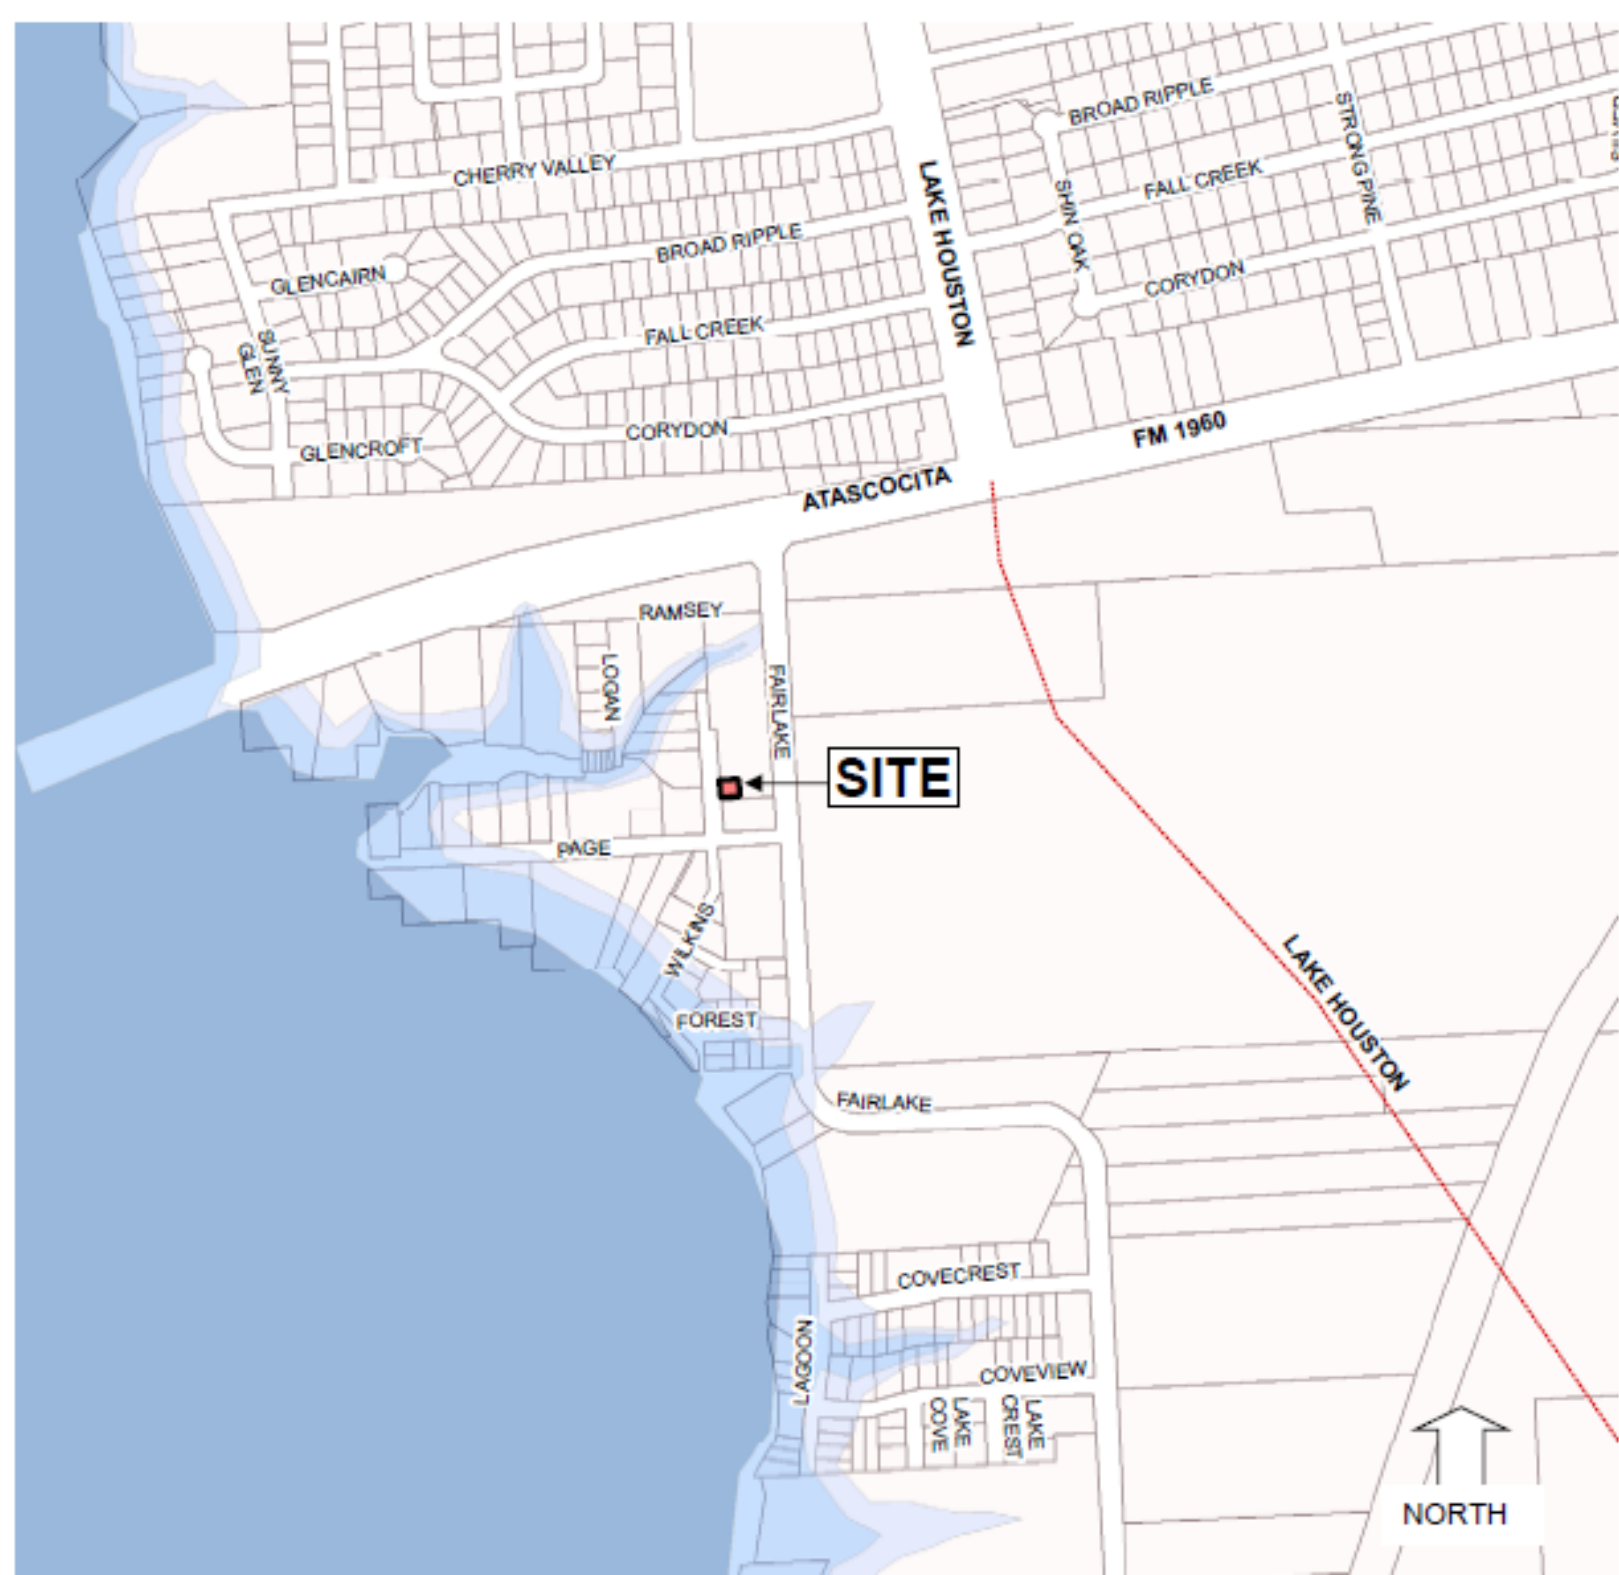 BROAD RIPPLE
STRONG PINE
CHERRY VALLEY
LAKE HOUSTON
SHIN OAK
FALL CREEK
BROAD RIPPLE
GLENCAIRN
CORYDON
FALL CREEK
SUNNY
GLEN
CORYDON
GLENCROFT
FM 1960
ATASCOCITA
RAMSEY
LOGAN
FAIRLAKE
SITE
PAGE
WILKINS
LAKE HOUSTON
FOREST
FAIRLAKE
COVECREST
LAGOON
COVEVIEW
LAKE
COVE
LAKE
CREST
NORTH